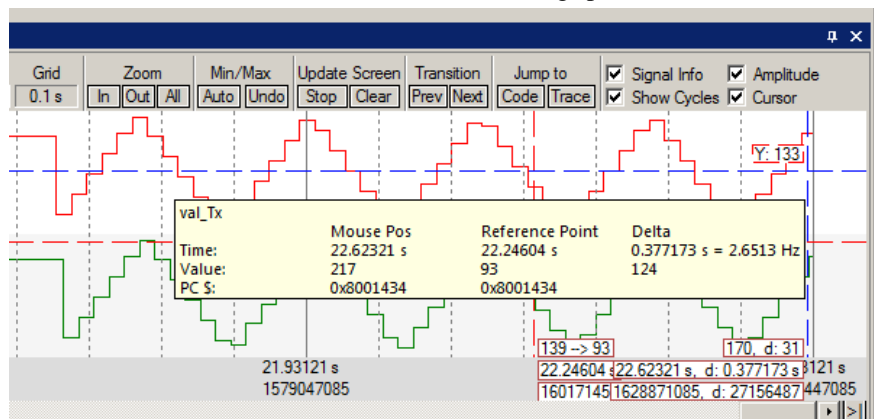 Grid Zoom Min/Max Update Screen Transition Jump to Signal Info Amplitude
0.1 s In Out All Auto Undo Stop Clear Prev Next Code Trace Show Cycles Cursor
Y: 133
val_Tx
Mouse Pos Reference Point Delta
Time: 22.62321 s 22.24604 s 0.377173 s = 2.6513 Hz
Value: 217 93 124
PC $: 0x8001434 0x8001434
139 --> 93 170, d: 31
21.93121 s 22.24604 s 22.62321 s, d: 0.377173 s 3121 s
1579047085 16017145 1628871085, d: 27156487 447085
>|